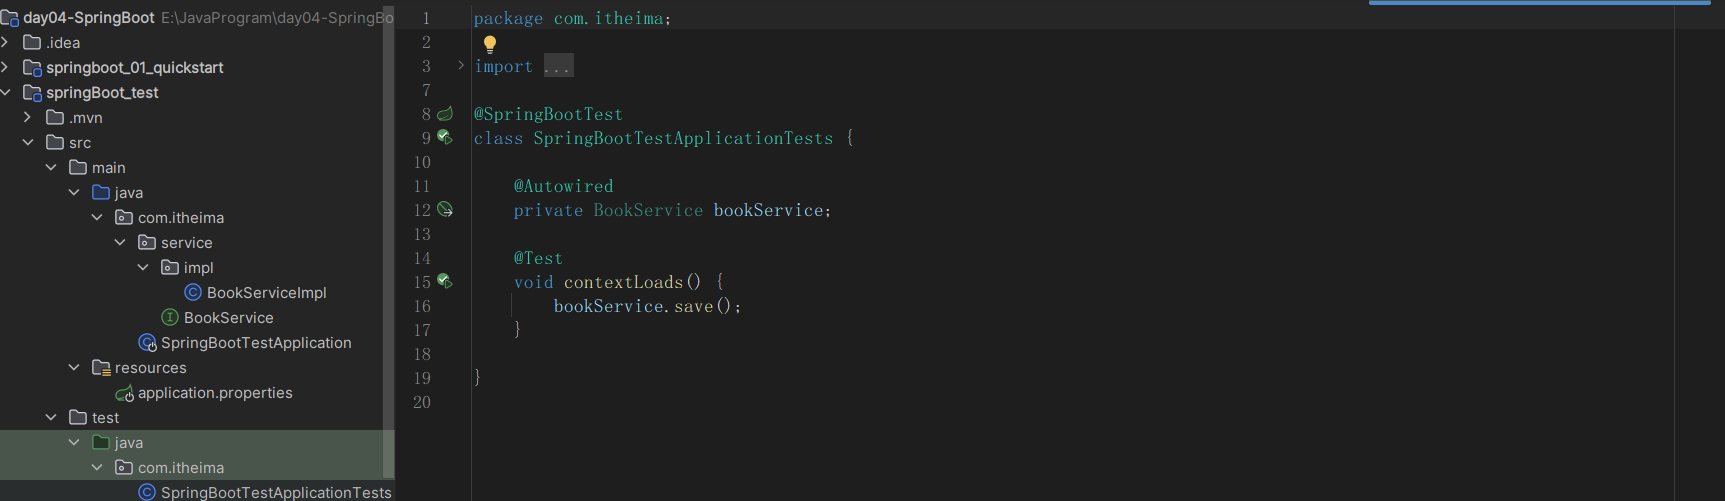 day04-SpringBoot E:\JavaProgram\day04-SpringBo
.idea
springboot_01_quickstart
springBoot_test
.mvn
src
main
java
com.itheima
service
impl
BookServiceImpl
BookService
SpringBootTestApplication
resources
application.properties
test
java
com.itheima
SpringBootTestApplicationTests
1 package com.itheima;
2
3 import ...
7
8 @SpringBootTest
9 class SpringBootTestApplicationTests {
10
11 @Autowired
12 private BookService bookService;
13
14 @Test
15 void contextLoads() {
16 bookService.save();
17 }
18
19 }
20